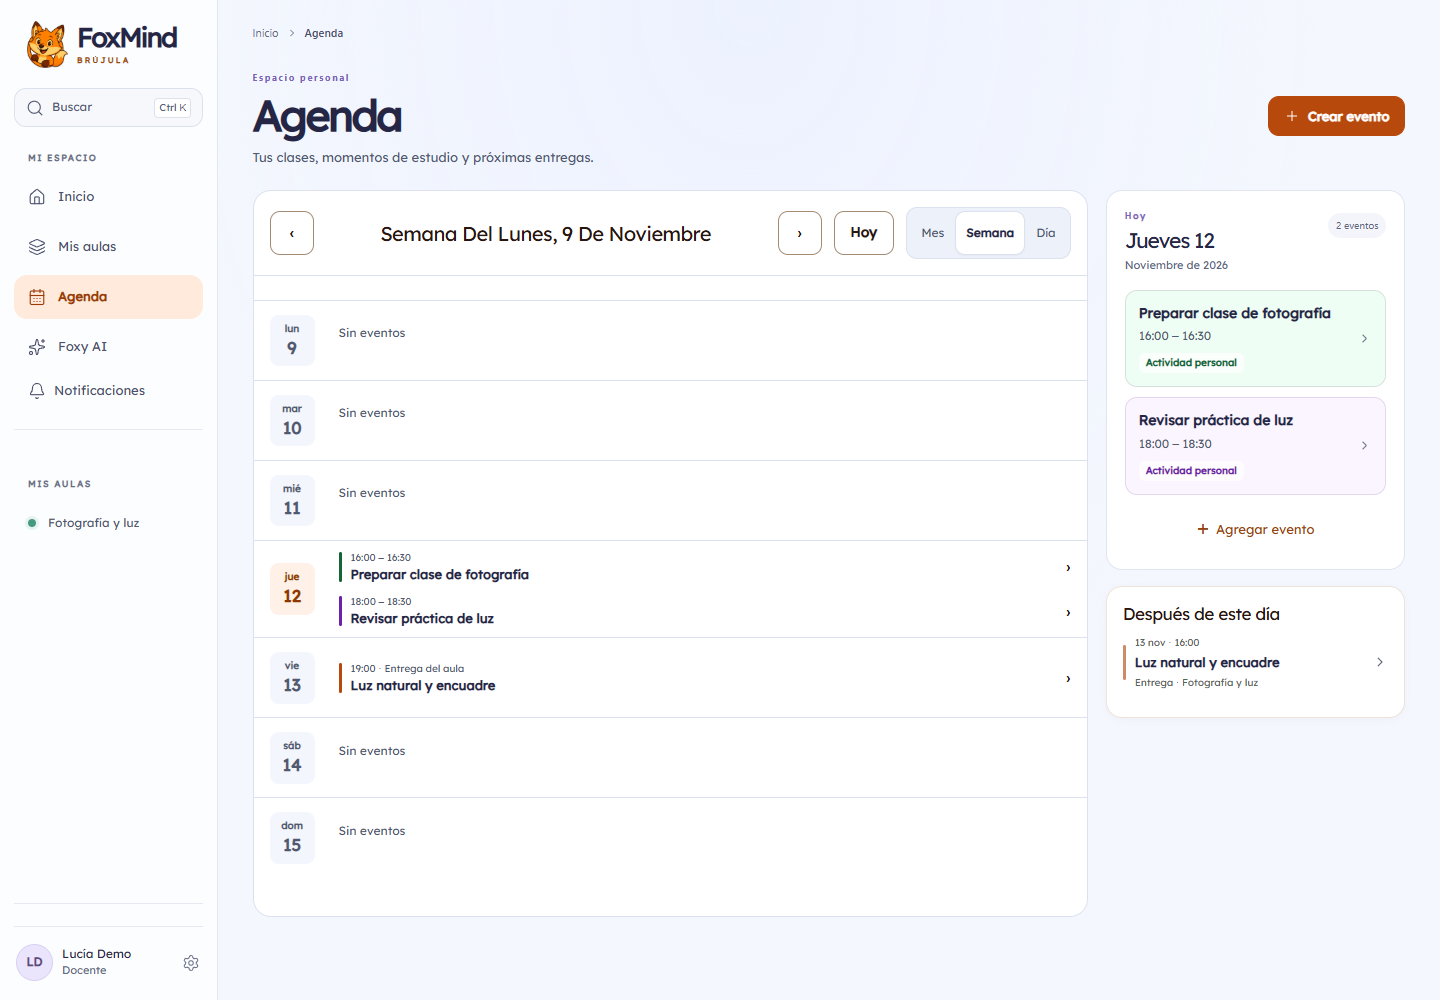 FoxMind
BRÚJULA
Buscar
Ctrl K
MI ESPACIO
Inicio
Mis aulas
Agenda
Foxy AI
Notificaciones
MIS AULAS
Fotografía y luz
LD
Lucía Demo
Docente
Inicio > Agenda
Espacio personal
Agenda
Tus clases, momentos de estudio y próximas entregas.
+ Crear evento
‹
Semana Del Lunes, 9 De Noviembre
›
Hoy
Mes
Semana
Día
lun
9
Sin eventos
mar
10
Sin eventos
mié
11
Sin eventos
jue
12
16:00 – 16:30
Preparar clase de fotografía
›
18:00 – 18:30
Revisar práctica de luz
›
vie
13
19:00 · Entrega del aula
Luz natural y encuadre
›
sáb
14
Sin eventos
dom
15
Sin eventos
Hoy
Jueves 12
2 eventos
Noviembre de 2026
Preparar clase de fotografía
16:00 – 16:30
Actividad personal
Revisar práctica de luz
18:00 – 18:30
Actividad personal
+ Agregar evento
Después de este día
13 nov · 16:00
Luz natural y encuadre
Entrega · Fotografía y luz